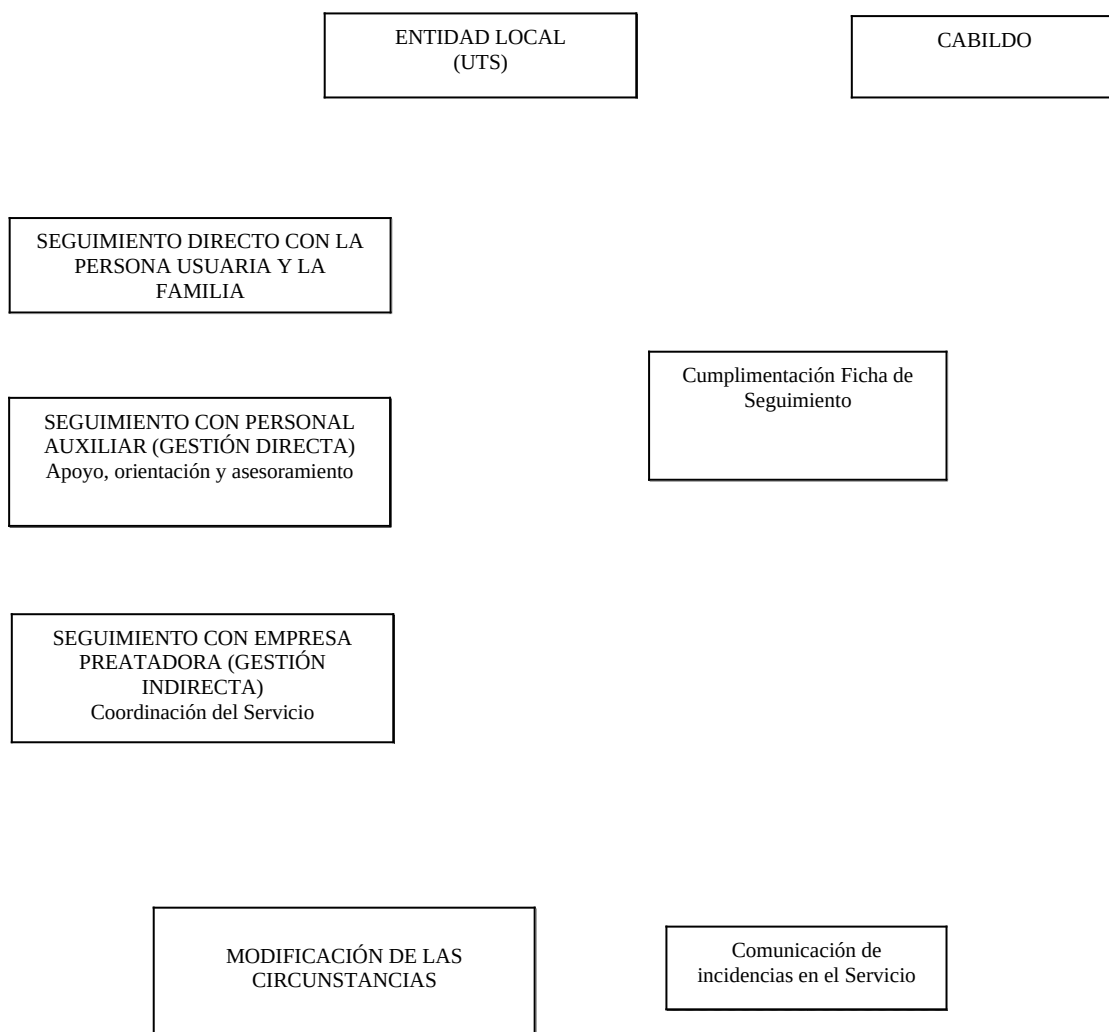 ENTIDAD LOCAL
(UTS)
CABILDO
SEGUIMIENTO DIRECTO CON LA
PERSONA USUARIA Y LA
FAMILIA
Cumplimentación Ficha de
Seguimiento
SEGUIMIENTO CON PERSONAL
AUXILIAR (GESTIÓN DIRECTA)
Apoyo, orientación y asesoramiento
SEGUIMIENTO CON EMPRESA
PREATADORA (GESTIÓN
INDIRECTA)
Coordinación del Servicio
MODIFICACIÓN DE LAS
CIRCUNSTANCIAS
Comunicación de
incidencias en el Servicio